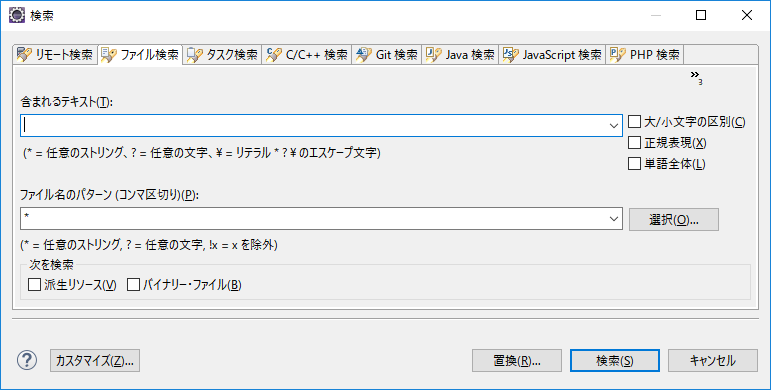 検索
リモート検索 ファイル検索 タスク検索 C/C++ 検索 Git 検索 Java 検索 JavaScript 検索 PHP 検索
»3
含まれるテキスト(T):
大/小文字の区別(C)
(* = 任意のストリング、? = 任意の文字、¥ = リテラル * ? ¥ のエスケープ文字)
正規表現(X)
単語全体(L)
ファイル名のパターン (コンマ区切り)(P):
*
選択(O)...
(* = 任意のストリング, ? = 任意の文字, !x = x を除外)
次を検索
派生リソース(V) バイナリー・ファイル(B)
? カスタマイズ(Z)... 置換(R)... 検索(S) キャンセル